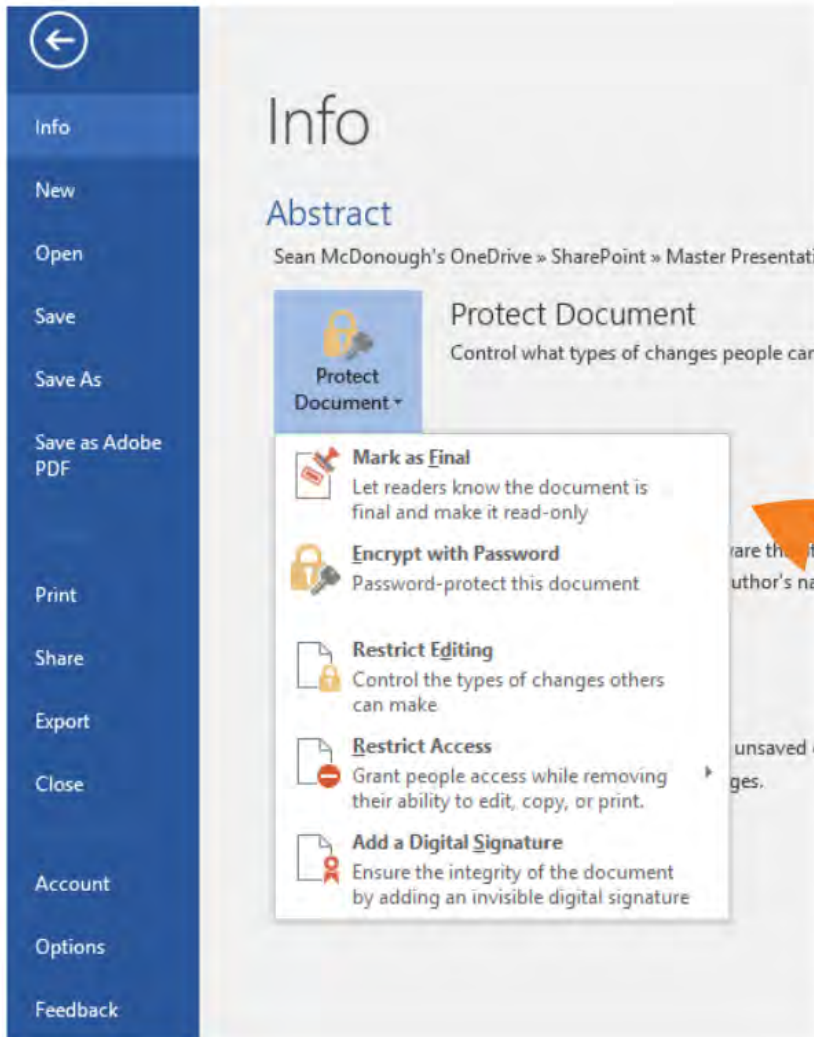 Info
New
Open
Save
Save As
Save as Adobe
PDF
Print
Share
Export
Close
Account
Options
Feedback
Info
Abstract
Sean McDonough's OneDrive » SharePoint » Master
Protect
Document
Protect Document
Control what types of changes people
Mark as Final
Let readers know the document is
final and make it read-only
Encrypt with Password
Password-protect this document
Restrict Editing
Control the types of changes others
can make
Restrict Access
Grant people access while removing
their ability to edit, copy, or print.
Add a Digital Signature
Ensure the integrity of the document
by adding an invisible digital signature
unsaved